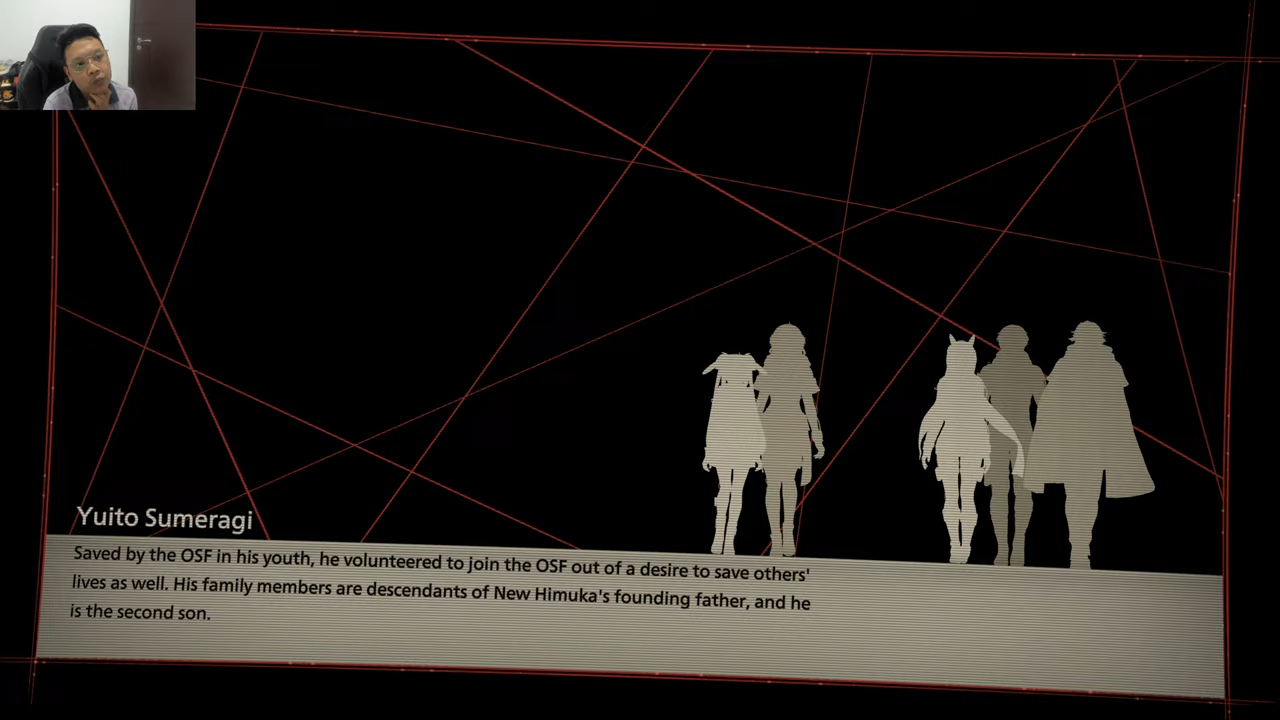 Yuito Sumeragi
Saved by the OSF in his youth, he volunteered to join the OSF out of a desire to save others'
lives as well. His family members are descendants of New Himuka's founding father, and he
is the second son.